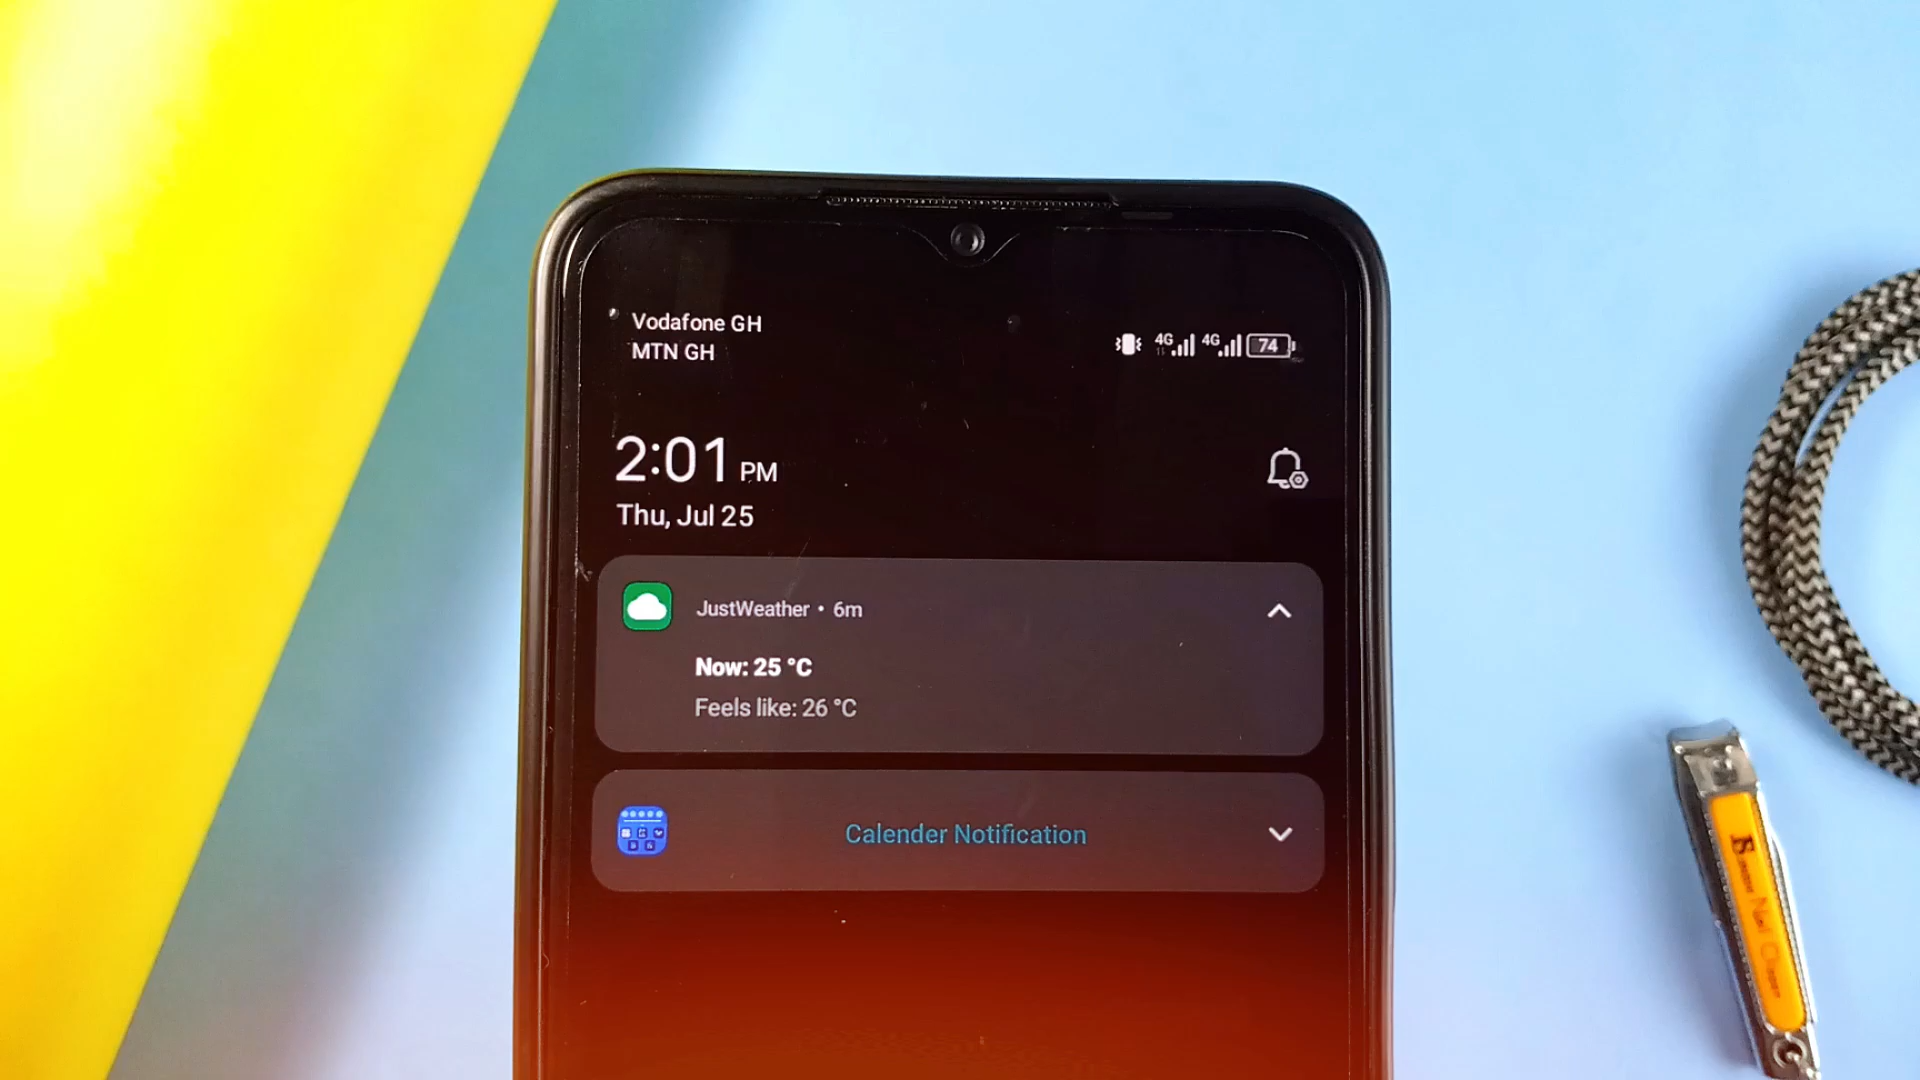 Vodafone GH
MTN GH
4G 4G 74
2:01 PM
Thu, Jul 25
JustWeather • 6m
Now: 25 °C
Feels like: 26 °C
Calender Notification